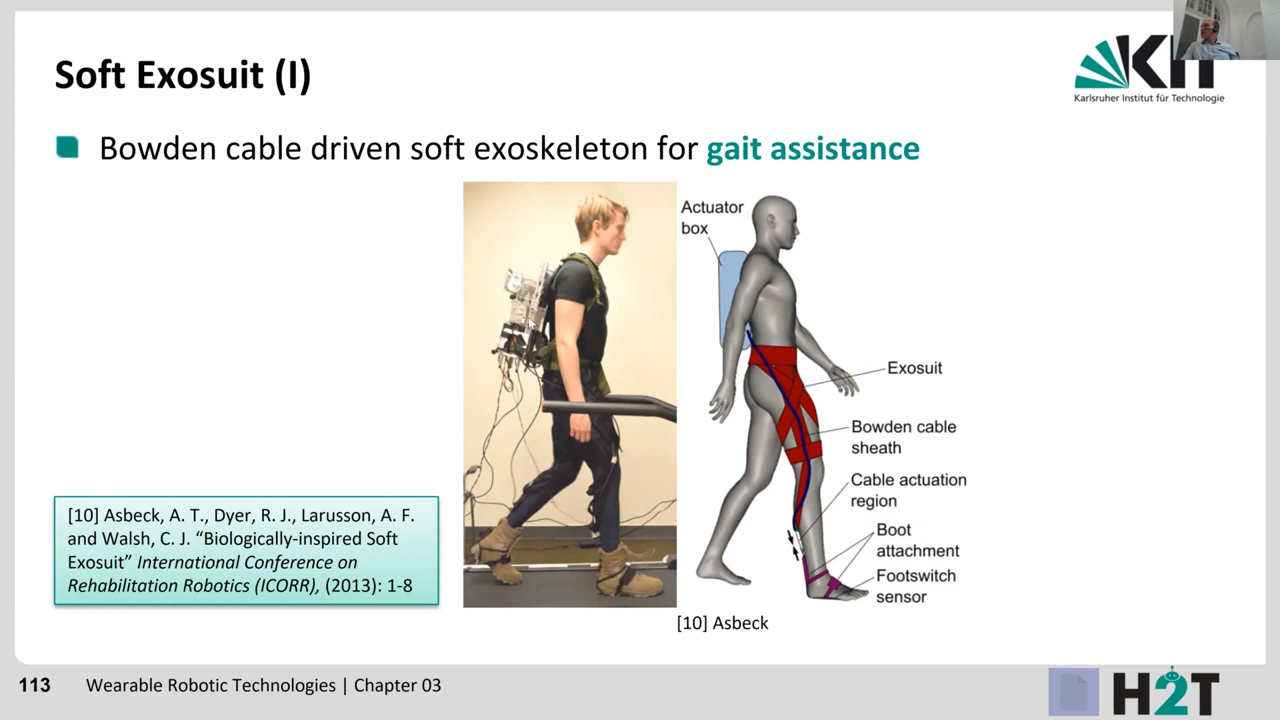 Soft Exosuit (I)
KIT
Karlsruher Institut für Technologie
Bowden cable driven soft exoskeleton for gait assistance
Actuator
box
Exosuit
Bowden cable
sheath
Cable actuation
region
Boot
attachment
Footswitch
sensor
[10] Asbeck, A. T., Dyer, R. J., Larusson, A. F.
and Walsh, C. J. “Biologically-inspired Soft
Exosuit” International Conference on
Rehabilitation Robotics (ICORR), (2013): 1-8
[10] Asbeck
113 Wearable Robotic Technologies | Chapter 03
H2T